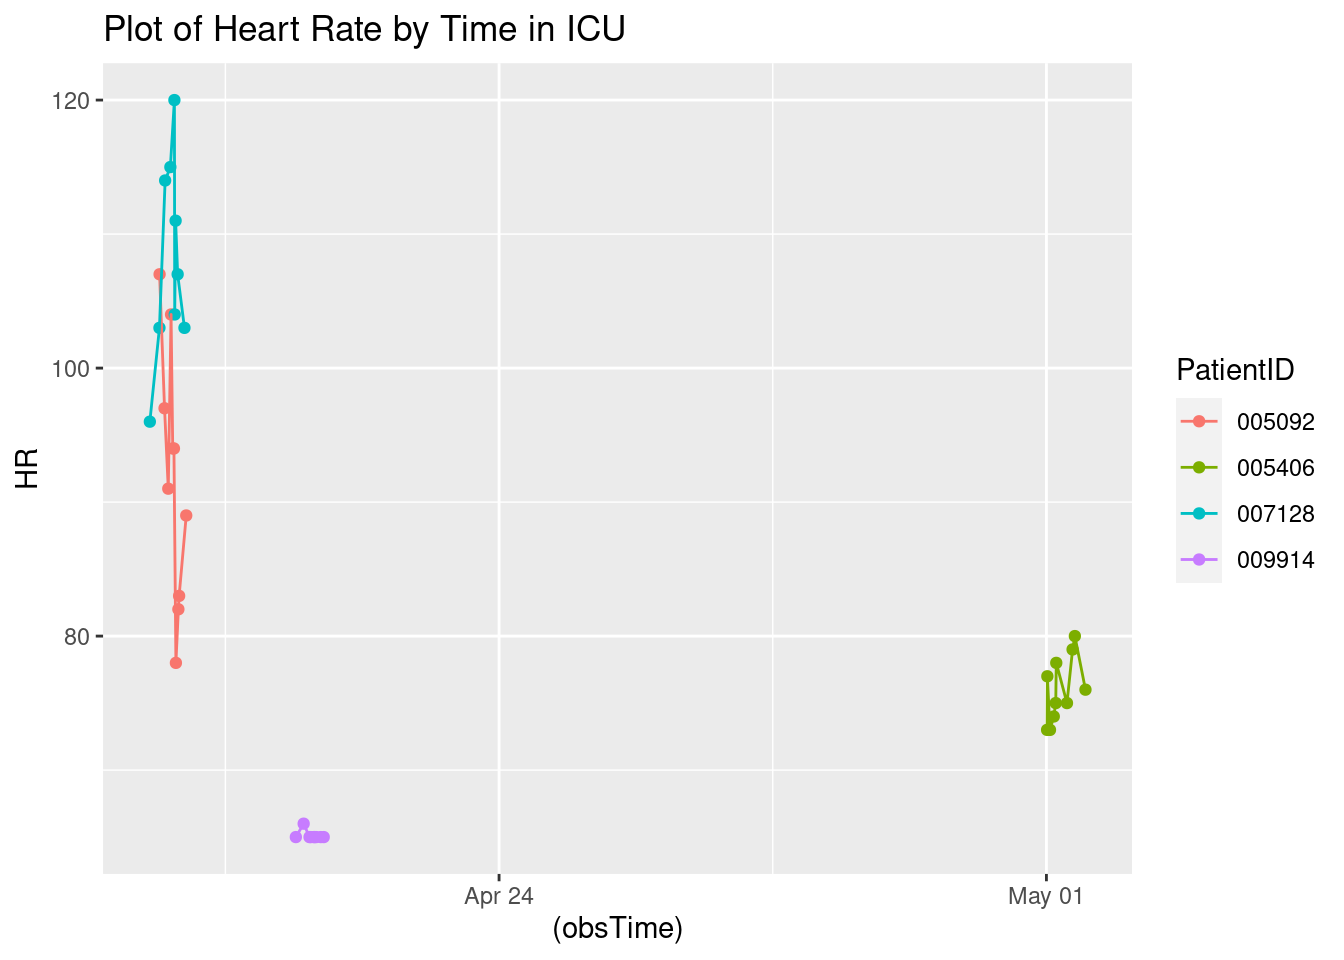 Plot of Heart Rate by Time in ICU
120
100
80
HR
Apr 24
May 01
(obsTime)
PatientID
005092
005406
007128
009914